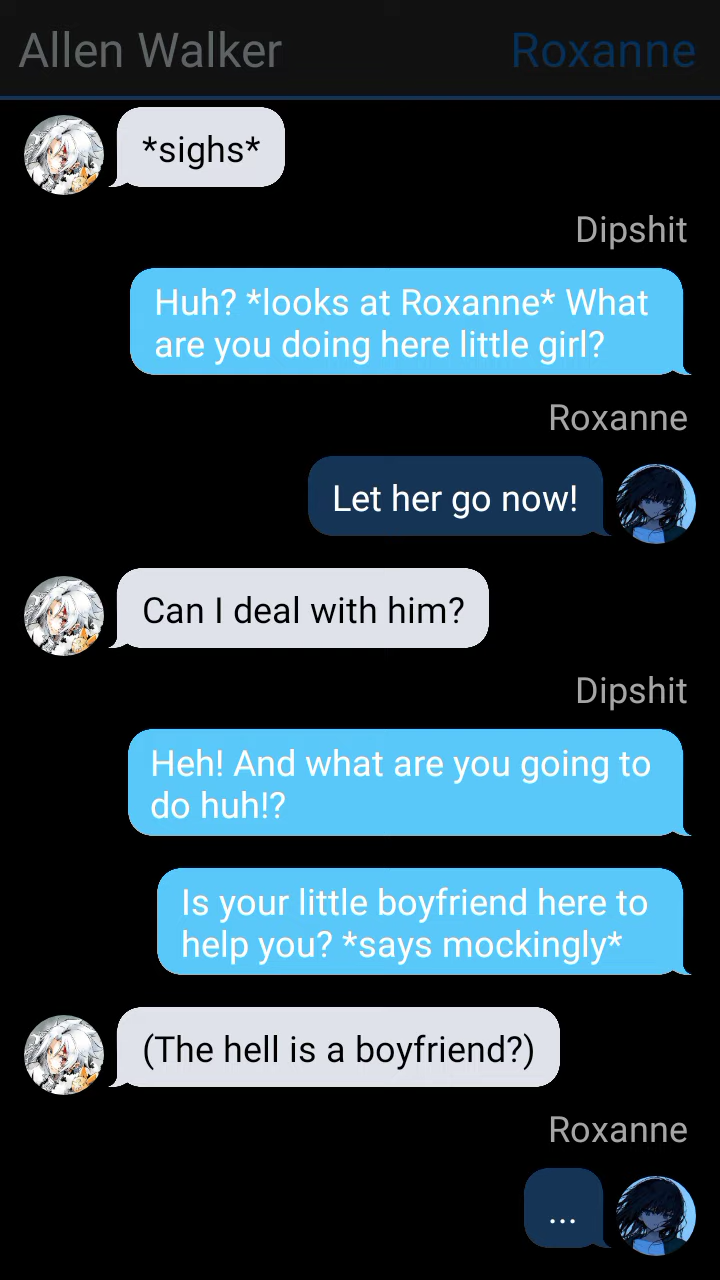 Allen Walker Roxanne
*sighs*
Dipshit
Huh? *looks at Roxanne* What
are you doing here little girl?
Roxanne
Let her go now!
Can I deal with him?
Dipshit
Heh! And what are you going to
do huh!?
Is your little boyfriend here to
help you? *says mockingly*
(The hell is a boyfriend?)
Roxanne
...